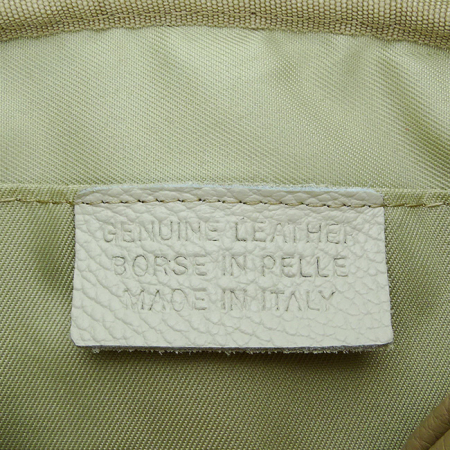 GENUINE LEATHER
BORSE IN PELLE
MADE IN ITALY